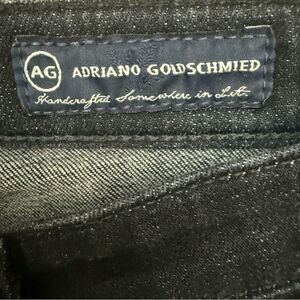 AG ADRIANO GOLDSCHMIED
Handcrafted Somewhere in L.A.